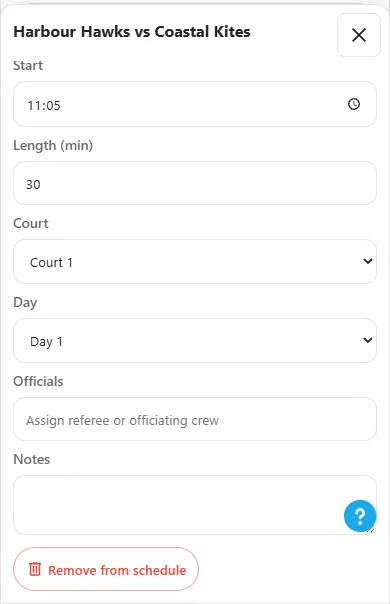 Harbour Hawks vs Coastal Kites
Start
11:05
Length (min)
30
Court
Court 1
Day
Day 1
Officials
Assign referee or officiating crew
Notes
?
Remove from schedule